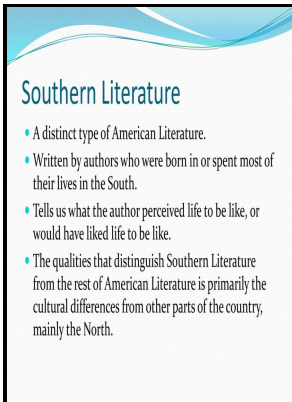 Southern Literature
• A distinct type of American Literature.
• Written by authors who were born in or spent most of
their lives in the South.
• Tells us what the author perceived life to be like, or
would have liked life to be like.
• The qualities that distinguish Southern Literature
from the rest of American Literature is primarily the
cultural differences from other parts of the country,
mainly the North.